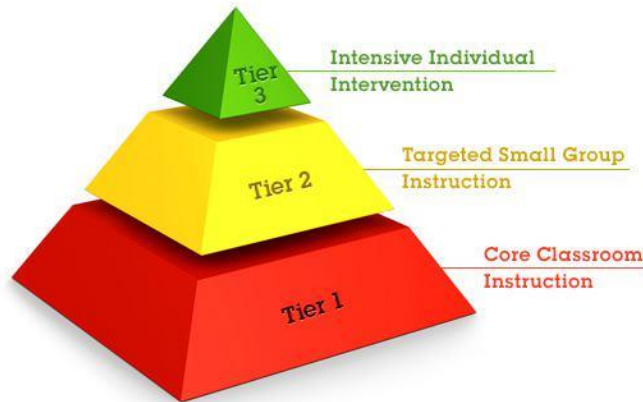 Tier
3
Intensive Individual
Intervention
Tier 2
Targeted Small Group
Instruction
Tier 1
Core Classroom
Instruction